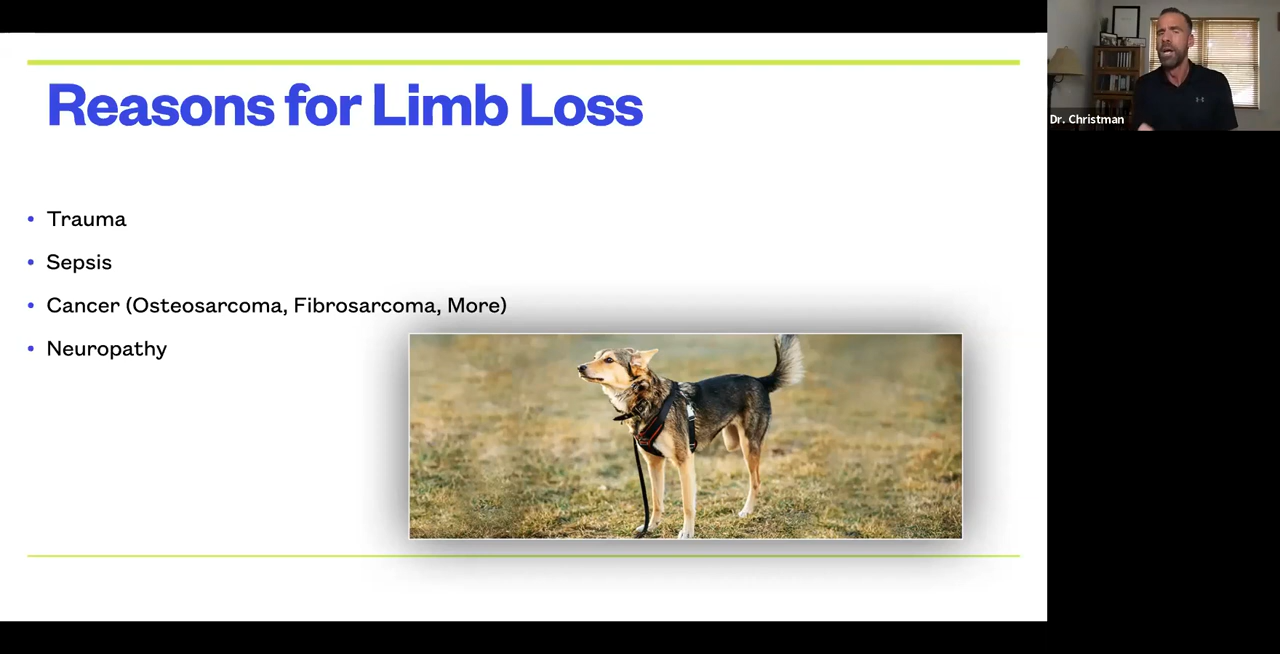 Reasons for Limb Loss
• Trauma
• Sepsis
• Cancer (Osteosarcoma, Fibrosarcoma, More)
• Neuropathy
Dr. Christman